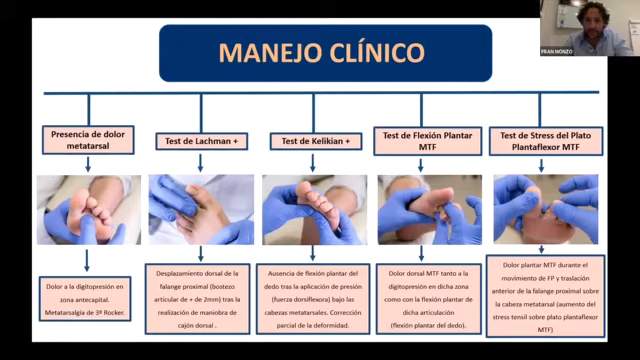 MANEJO CLÍNICO
FRAN MONZO
Presencia de dolor
metatarsal
Dolor a la digitopresión en
zona antecapital.
Metatarsalgia de 3º Rocker.
Test de Lachman +
Desplazamiento dorsal de la
falange proximal (bostezo
articular de + de 2mm) tras la
realización de maniobra de
cajón dorsal .
Test de Kelikian +
Ausencia de flexión plantar del
dedo tras la aplicación de presión
(fuerza dorsiflexora) bajo las
cabezas metatarsales. Corrección
parcial de la deformidad.
Test de Flexión Plantar
MTF
Dolor dorsal MTF tanto a la
digitopresión en dicha zona
como con la flexión plantar de
dicha articulación
(flexión plantar del dedo).
Test de Stress del Plato
Plantaflexor MTF
Dolor plantar MTF durante el
movimiento de FP y traslación
anterior de la falange proximal sobre
la cabeza metatarsal (aumento del
stress tensil sobre plato plantaflexor
MTF)